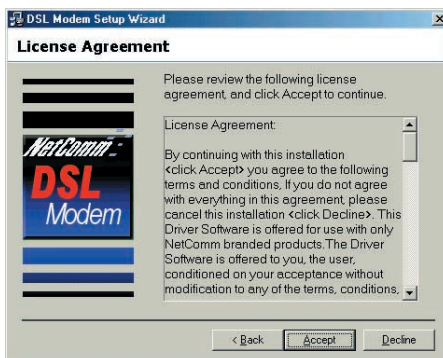 DSL Modem Setup Wizard
License Agreement
Please review the following license
agreement, and click Accept to continue.
License Agreement:
By continuing with this installation
<click Accept> you agree to the following
terms and conditions, If you do not agree
with everything in this agreement, please
cancel this installation <click Decline>. This
Driver Software is offered for use with only
NetComm branded products.The Driver
Software is offered to you, the user,
conditioned on your acceptance without
modification to any of the terms, conditions,
NetComm
DSL
Modem
< Back
Accept
Decline